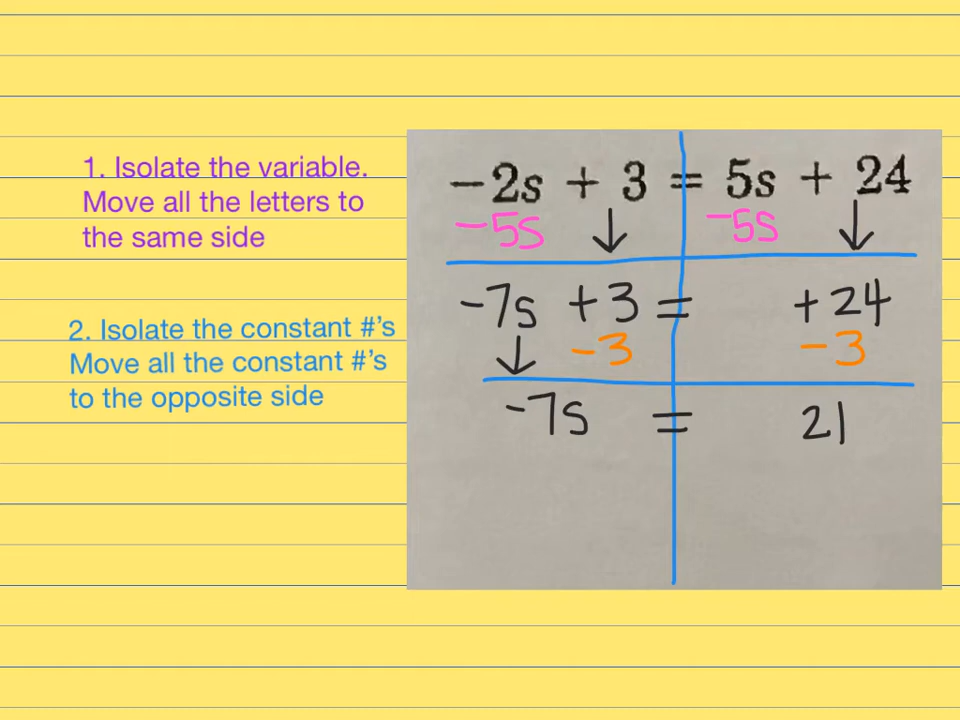 1. Isolate the variable.
Move all the letters to
the same side
2. Isolate the constant #'s
Move all the constant #'s
to the opposite side
-2s + 3 = 5s + 24
-5s -5s
-7s +3 = +24
-3 -3
-7s = 21